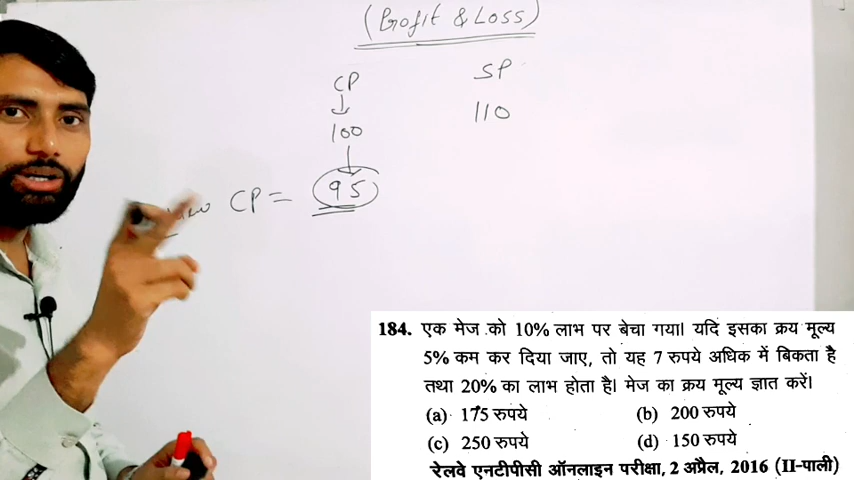 (Profit & Loss)
CP SP
100 110
CP = 95
184. एक मेज को 10% लाभ पर बेचा गया। यदि इसका क्रय मूल्य
5% कम कर दिया जाए, तो यह 7 रुपये अधिक में बिकता है
तथा 20% का लाभ होता है। मेज का क्रय मूल्य ज्ञात करें।
(a) 175 रुपये (b) 200 रुपये
(c) 250 रुपये (d) 150 रुपये
रेलवे एनटीपीसी ऑनलाइन परीक्षा, 2 अप्रैल, 2016 (II-पाली)